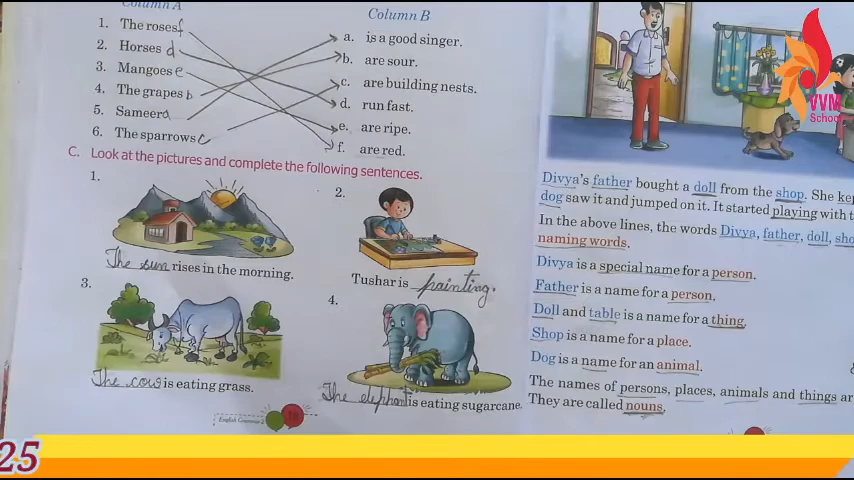 Column A
Column B
1. The roses f
2. Horses d
3. Mangoes e
4. The grapes b
5. Sameera
6. The sparrows c
a. is a good singer.
b. are sour.
c. are building nests.
d. run fast.
e. are ripe.
f. are red.
C. Look at the pictures and complete the following sentences.
1.
2.
The sun rises in the morning.
Tushar is painting.
3.
4.
The cow is eating grass.
The elephant is eating sugarcane.
English Grammar-2
18
VVM
School
Divya's father bought a doll from the shop. She
dog saw it and jumped on it. It started playing with
In the above lines, the words Divya, father, doll,
naming words.
Divya is a special name for a person.
Father is a name for a person.
Doll and table is a name for a thing.
Shop is a name for a place.
Dog is a name for an animal.
The names of persons, places, animals and things
They are called nouns.
25